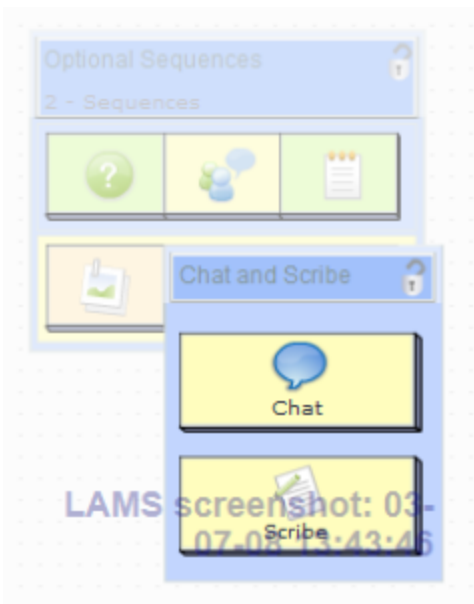 Optional Sequences
2 - Sequences
Chat and Scribe
Chat
Scribe
LAMS screenshot: 03-
07-08 13:43:46